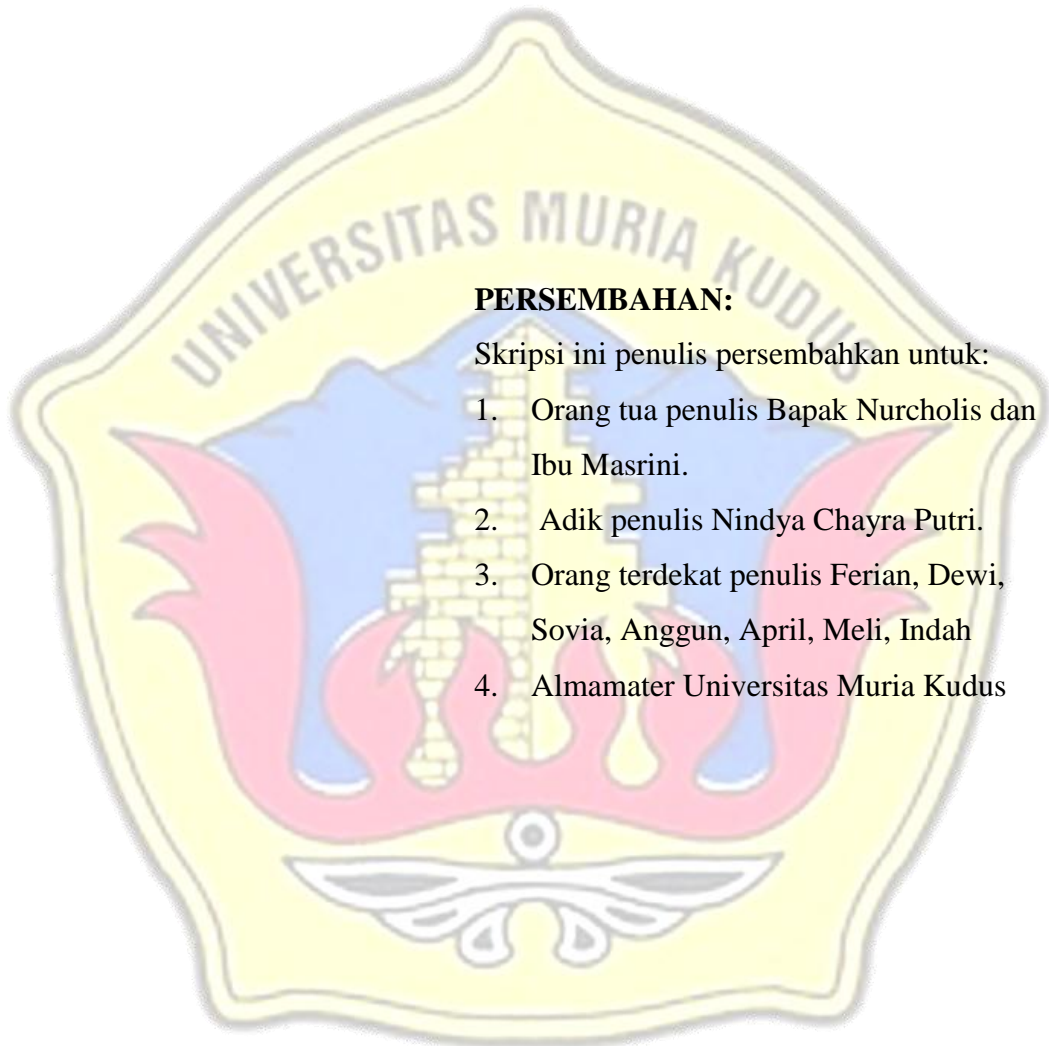 UNIVERSITAS MURIA KUDUS
PERSEMBAHAN:
Skripsi ini penulis persembahkan untuk:
1. Orang tua penulis Bapak Nurcholis dan
Ibu Masrini.
2. Adik penulis Nindya Chayra Putri.
3. Orang terdekat penulis Ferian, Dewi,
Sovia, Anggun, April, Meli, Indah
4. Almamater Universitas Muria Kudus